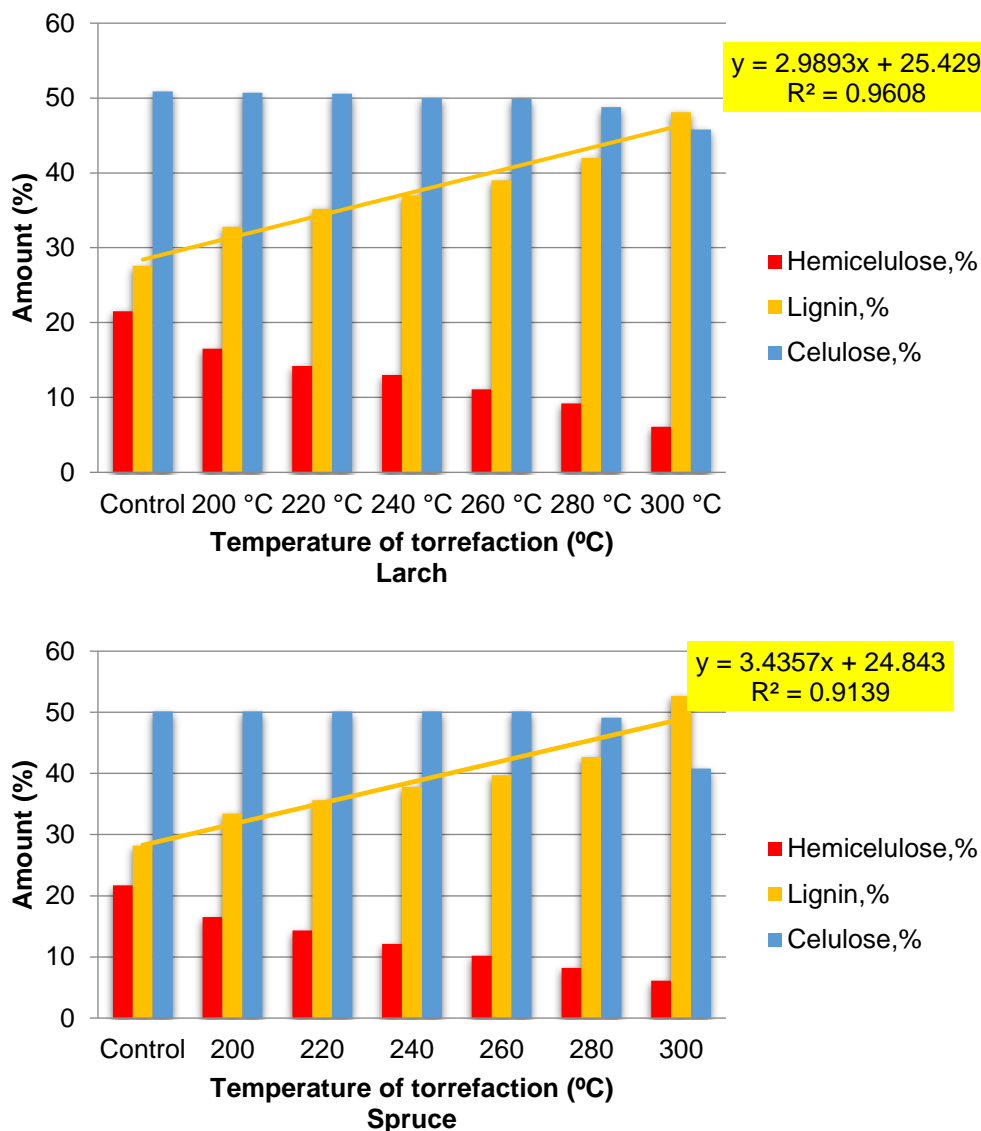 60
50
40
30
20
10
0
Amount (%)
y = 2.9893x + 25.429
R² = 0.9608
Hemicelulose,%
Lignin,%
Celulose,%
Control 200 °C 220 °C 240 °C 260 °C 280 °C 300 °C
Temperature of torrefaction (ºC)
Larch
60
50
40
30
20
10
0
Amount (%)
y = 3.4357x + 24.843
R² = 0.9139
Hemicelulose,%
Lignin,%
Celulose,%
Control 200 220 240 260 280 300
Temperature of torrefaction (ºC)
Spruce